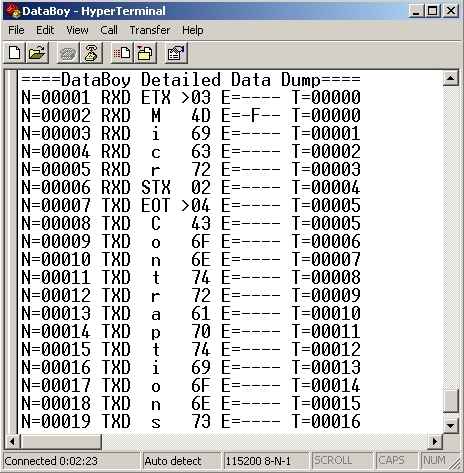 DataBoy - HyperTerminal
File Edit View Call Transfer Help
====DataBoy Detailed Data Dump====
N=00001 RXD ETX >03 E=---- T=00000
N=00002 RXD  M   4D E=-F-- T=00000
N=00003 RXD  i   69 E=---- T=00001
N=00004 RXD  c   63 E=---- T=00002
N=00005 RXD  r   72 E=---- T=00003
N=00006 RXD STX  02 E=---- T=00004
N=00007 TXD EOT >04 E=---- T=00005
N=00008 TXD  C   43 E=---- T=00005
N=00009 TXD  o   6F E=---- T=00006
N=00010 TXD  n   6E E=---- T=00007
N=00011 TXD  t   74 E=---- T=00008
N=00012 TXD  r   72 E=---- T=00009
N=00013 TXD  a   61 E=---- T=00010
N=00014 TXD  p   70 E=---- T=00011
N=00015 TXD  t   74 E=---- T=00012
N=00016 TXD  i   69 E=---- T=00013
N=00017 TXD  o   6F E=---- T=00014
N=00018 TXD  n   6E E=---- T=00015
N=00019 TXD  s   73 E=---- T=00016
Connected 0:02:23 Auto detect 115200 8-N-1 SCROLL CAPS NUM